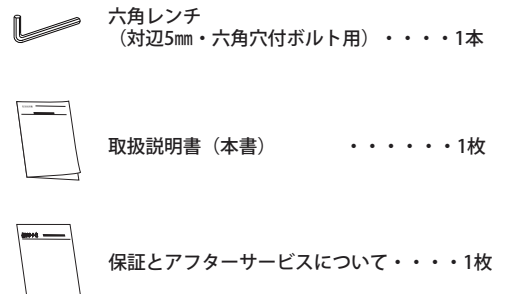 六角レンチ
（対辺5㎜・六角穴付ボルト用）・・・・1本
取扱説明書（本書）　　　　・・・・・・1枚
保証とアフターサービスについて・・・・1枚